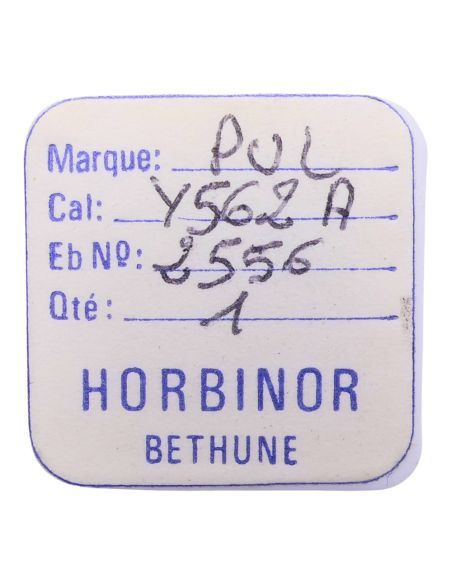 Marque: PUL
Cal: Y562 A
Eb Nº: 2556
Qté: 1
HORBINOR
BETHUNE